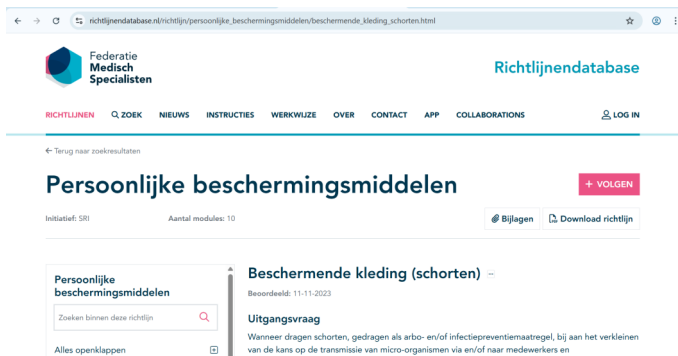 richtlijnendatabase.nl/richtlijn/persoonlijke_beschermingsmiddelen/beschermende_kleding_schorten.html
Federatie
Medisch
Specialisten
Richtlijnendatabase
RICHTLIJNEN ZOEK NIEUWS INSTRUCTIES WERKWIJZE OVER CONTACT APP COLLABORATIONS LOG IN
← Terug naar zoekresultaten
Persoonlijke beschermingsmiddelen
+ VOLGEN
Initiatief: SRI Aantal modules: 10 Bijlagen Download richtlijn
Persoonlijke
beschermingsmiddelen
Zoeken binnen deze richtlijn
Alles openklappen
Beschermende kleding (schorten)
Beoordeeld: 11-11-2023
Uitgangsvraag
Wanneer dragen schorten, gedragen als arbo- en/of infectiepreventiemaatregel, bij aan het verkleinen
van de kans op de transmissie van micro-organismen via en/of naar medewerkers en